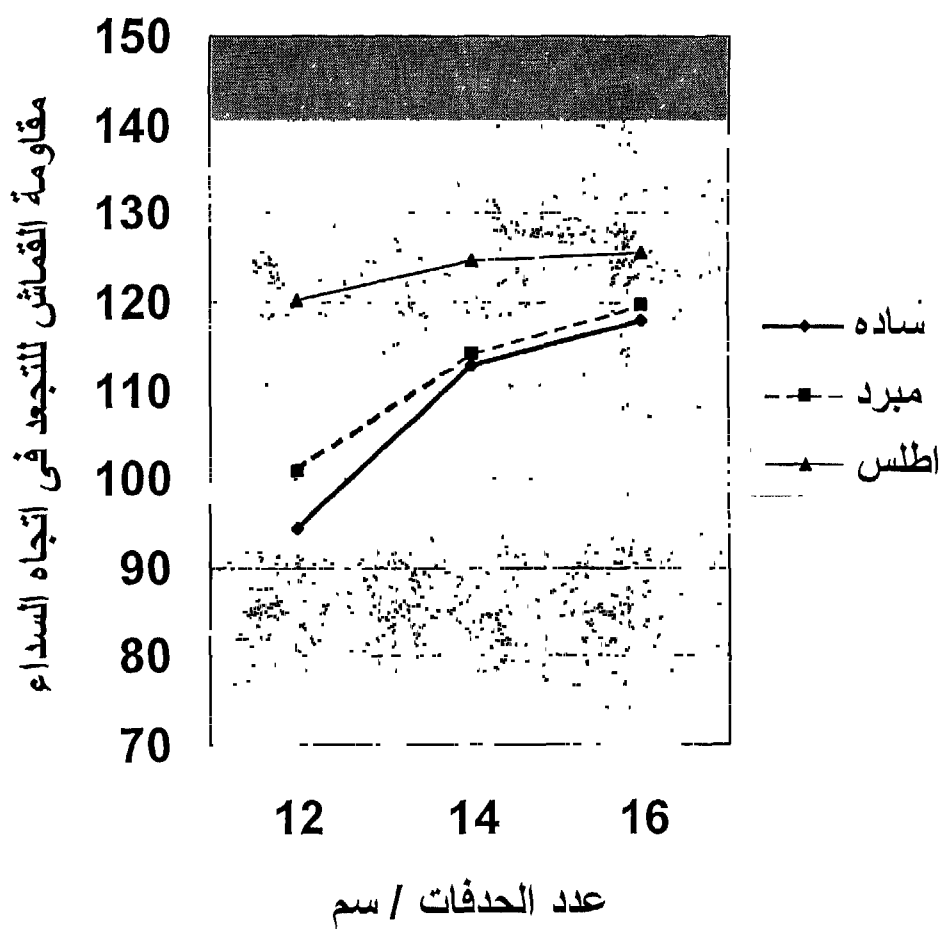 مقاومة القماش للتجعد فى اتجاه السداء
150
140
130
120
110
100
90
80
70
12 14 16
عدد الحدفات / سم
ساده
مبرد
اطلس